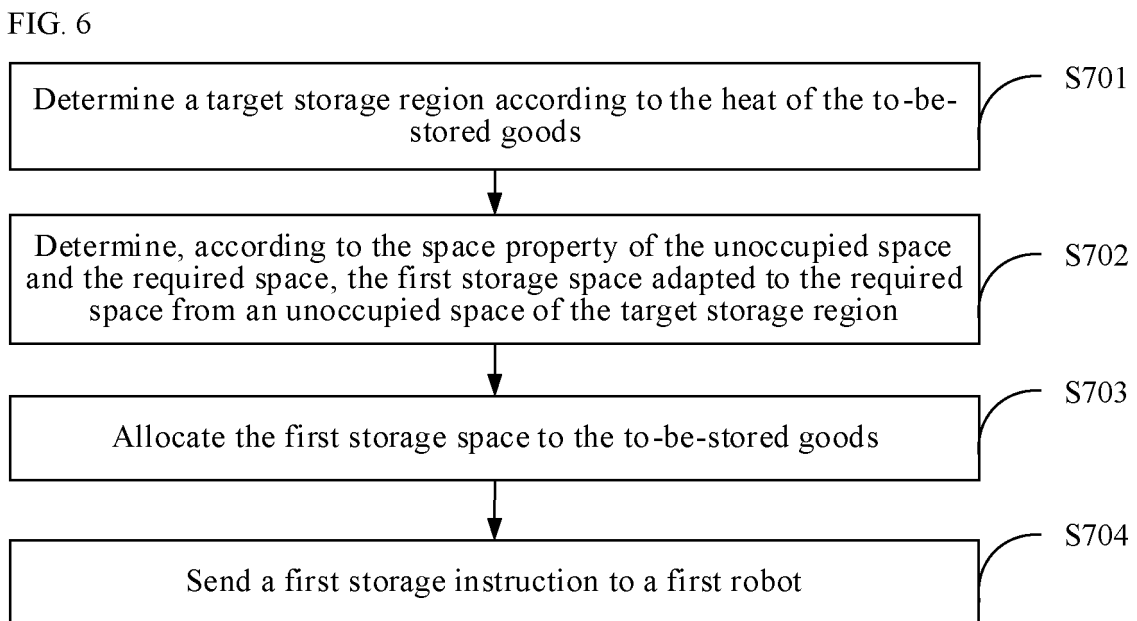 FIG. 6
Determine a target storage region according to the heat of the to-be-
stored goods
S701
Determine, according to the space property of the unoccupied space
and the required space, the first storage space adapted to the required
space from an unoccupied space of the target storage region
S702
Allocate the first storage space to the to-be-stored goods
S703
Send a first storage instruction to a first robot
S704